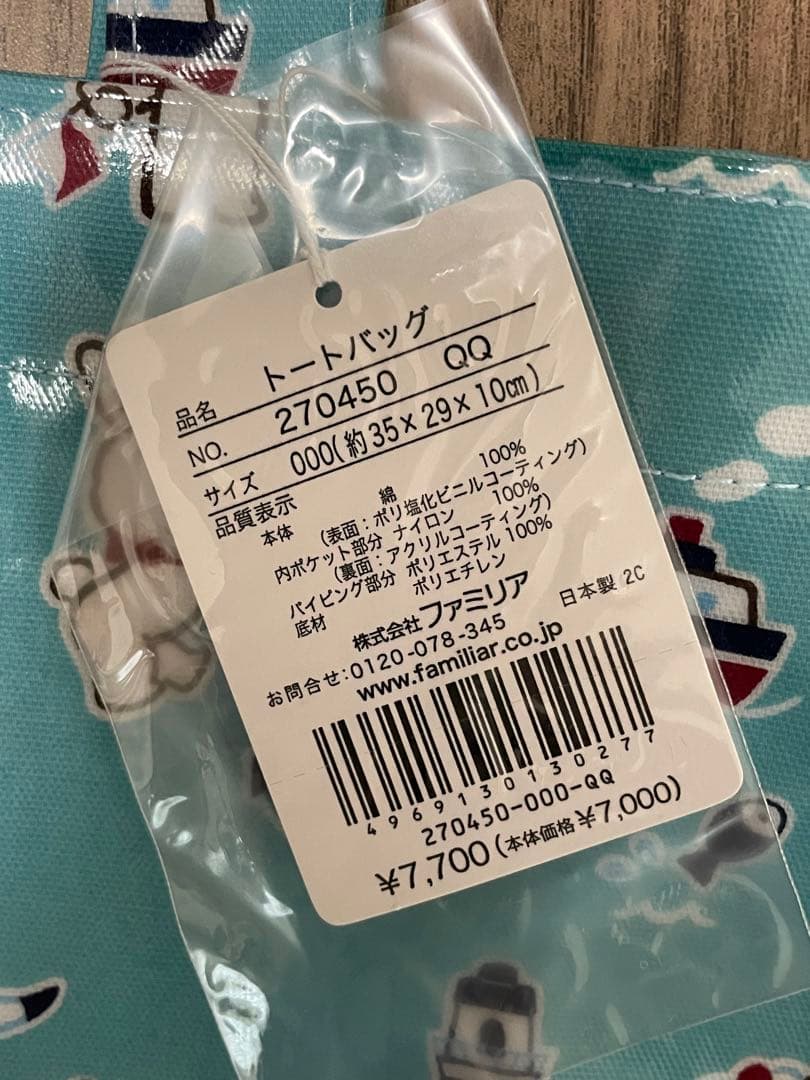 品名 トートバッグ
NO. 270450 QQ
サイズ 000(約35×29×10cm)
品質表示
本体 綿 100%
(表面:ポリ塩化ビニルコーティング)
内ポケット部分 ナイロン 100%
(裏面:アクリルコーティング)
パイピング部分 ポリエステル 100%
底材 ポリエチレン
株式会社ファミリア 日本製 2C
お問合せ:0120-078-345
www.familiar.co.jp
4969130130277
270450-000-QQ
¥7,700(本体価格¥7,000)